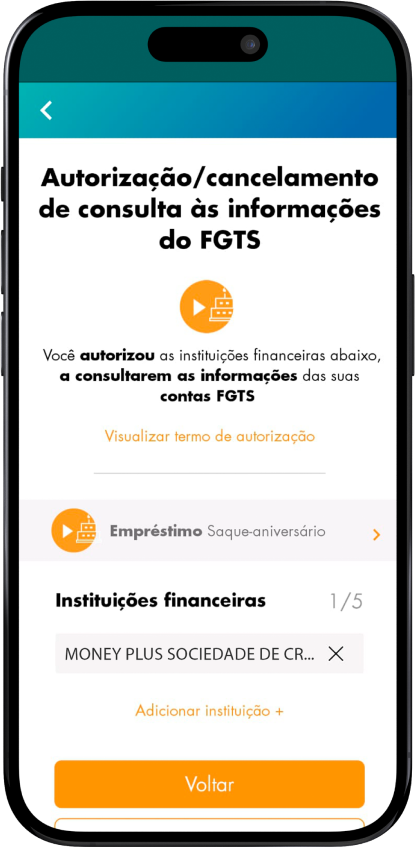 Autorização/cancelamento
de consulta às informações
do FGTS
Você autorizou as instituições financeiras abaixo,
a consultarem as informações das suas
contas FGTS
Visualizar termo de autorização
Empréstimo Saque-aniversário
Instituições financeiras 1/5
MONEY PLUS SOCIEDADE DE CR...
Adicionar instituição +
Voltar